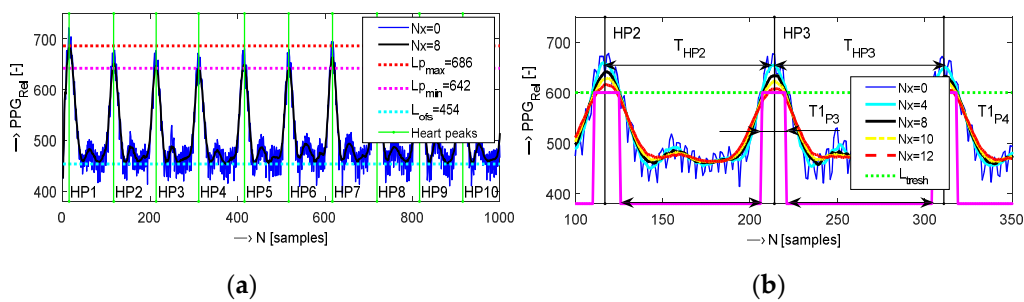 700
600
500
400
→ PPG_Rel [-]
Nx=0
Nx=8
Lp_max=686
Lp_min=642
L_ofs=454
Heart peaks
HP1 HP2 HP3 HP4 HP5 HP6 HP7 HP8 HP9 HP10
0 200 400 600 800 1000
→ N [samples]
(a)
700
600
500
400
→ PPG_Rel [-]
HP2 HP3
T_HP2 T_HP3
T1_P3 T1_P4
Nx=0
Nx=4
Nx=8
Nx=10
Nx=12
L_tresh
100 150 200 250 300 350
→ N [samples]
(b)